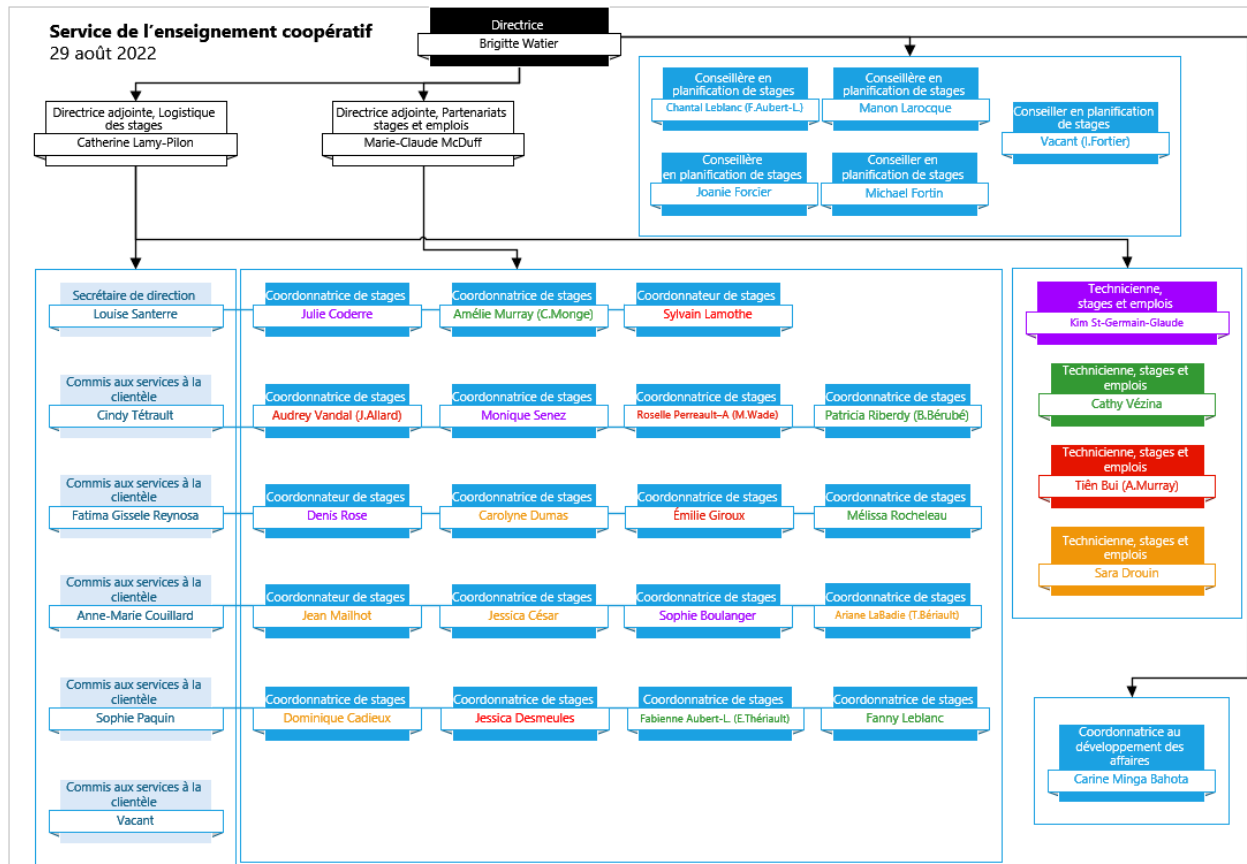 Service de l’enseignement coopératif
29 août 2022
Directrice
Brigitte Watier
Directrice adjointe, Logistique
des stages
Catherine Lamy-Pilon
Directrice adjointe, Partenariats
stages et emplois
Marie-Claude McDuff
Conseillère en
planification de stages
Chantal Leblanc (F.Aubert-L.)
Conseillère en
planification de stages
Manon Larocque
Conseiller en planification
de stages
Vacant (I.Fortier)
Conseillère
en planification de stages
Joanie Forcier
Conseiller en
planification de stages
Michael Fortin
Secrétaire de direction
Louise Santerre
Coordonnatrice de stages
Julie Coderre
Coordonnatrice de stages
Amélie Murray (C.Monge)
Coordonnateur de stages
Sylvain Lamothe
Commis aux services à la
clientèle
Cindy Tétrault
Coordonnatrice de stages
Audrey Vandal (J.Allard)
Coordonnatrice de stages
Monique Senez
Coordonnatrice de stages
Roselle Perreault–A (M.Wade)
Coordonnatrice de stages
Patricia Riberdy (B.Bérubé)
Commis aux services à la
clientèle
Fatima Gissele Reynosa
Coordonnateur de stages
Denis Rose
Coordonnatrice de stages
Carolyne Dumas
Coordonnatrice de stages
Émilie Giroux
Coordonnatrice de stages
Mélissa Rocheleau
Commis aux services à la
clientèle
Anne-Marie Couillard
Coordonnateur de stages
Jean Mailhot
Coordonnatrice de stages
Jessica César
Coordonnatrice de stages
Sophie Boulanger
Coordonnatrice de stages
Ariane LaBadie (T.Bériault)
Commis aux services à la
clientèle
Sophie Paquin
Coordonnatrice de stages
Dominique Cadieux
Coordonnatrice de stages
Jessica Desmeules
Coordonnatrice de stages
Fabienne Aubert-L. (E.Thériault)
Coordonnatrice de stages
Fanny Leblanc
Commis aux services à la
clientèle
Vacant
Technicienne,
stages et emplois
Kim St-Germain-Glaude
Technicienne, stages et
emplois
Cathy Vézina
Technicienne, stages et
emplois
Tiên Bui (A.Murray)
Technicienne, stages et
emplois
Sara Drouin
Coordonnatrice au
développement des
affaires
Carine Minga Bahota